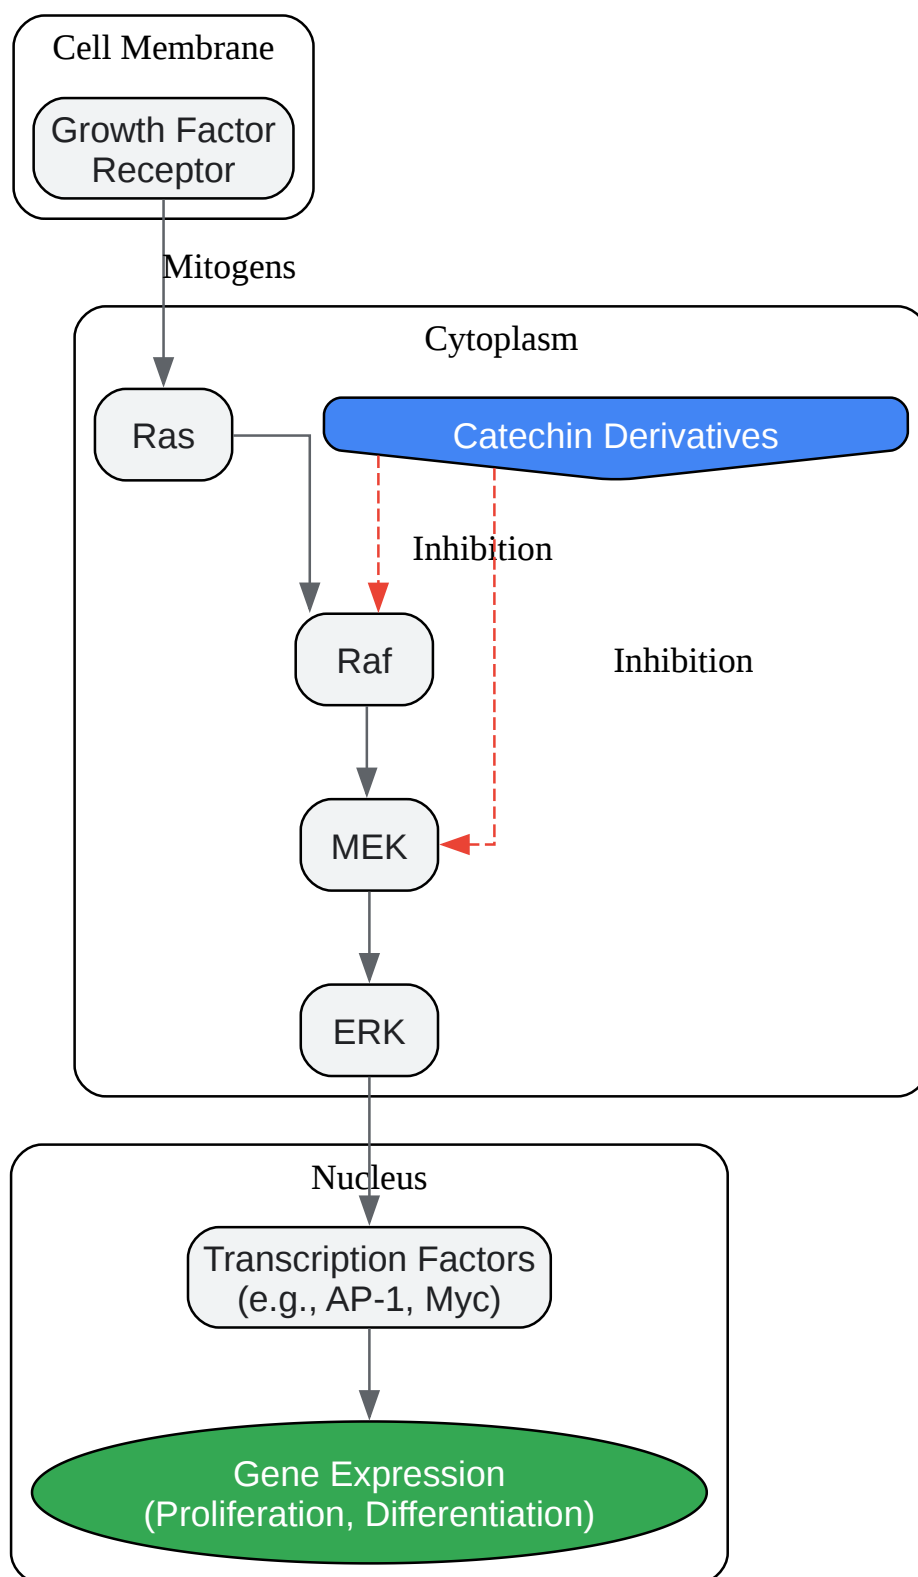 Cell Membrane
Growth Factor
Receptor
Mitogens
Cytoplasm
Ras
Catechin Derivatives
Inhibition
Raf
Inhibition
MEK
ERK
Nucleus
Transcription Factors
(e.g., AP-1, Myc)
Gene Expression
(Proliferation, Differentiation)